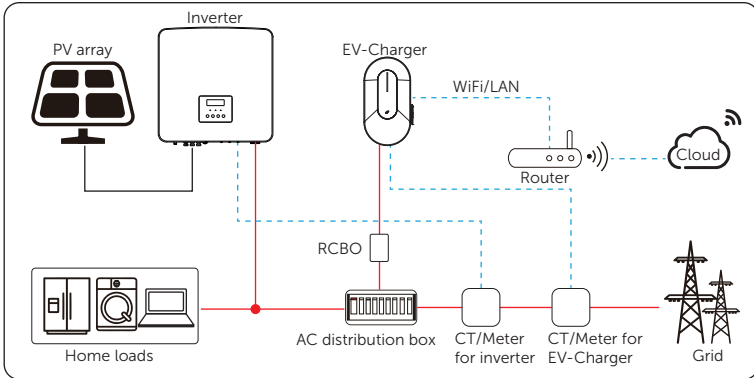 Inverter
PV array
EV-Charger
WiFi/LAN
Cloud
Router
RCBO
Home loads
AC distribution box
CT/Meter
for inverter
CT/Meter for
EV-Charger
Grid